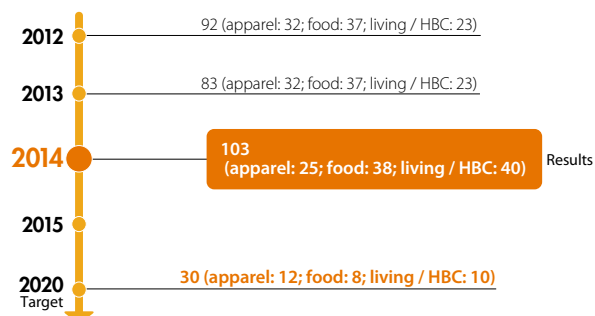 2012
92 (apparel: 32; food: 37; living / HBC: 23)
2013
83 (apparel: 32; food: 37; living / HBC: 23)
2014
103
(apparel: 25; food: 38; living / HBC: 40)
Results
2015
2020
Target
30 (apparel: 12; food: 8; living / HBC: 10)